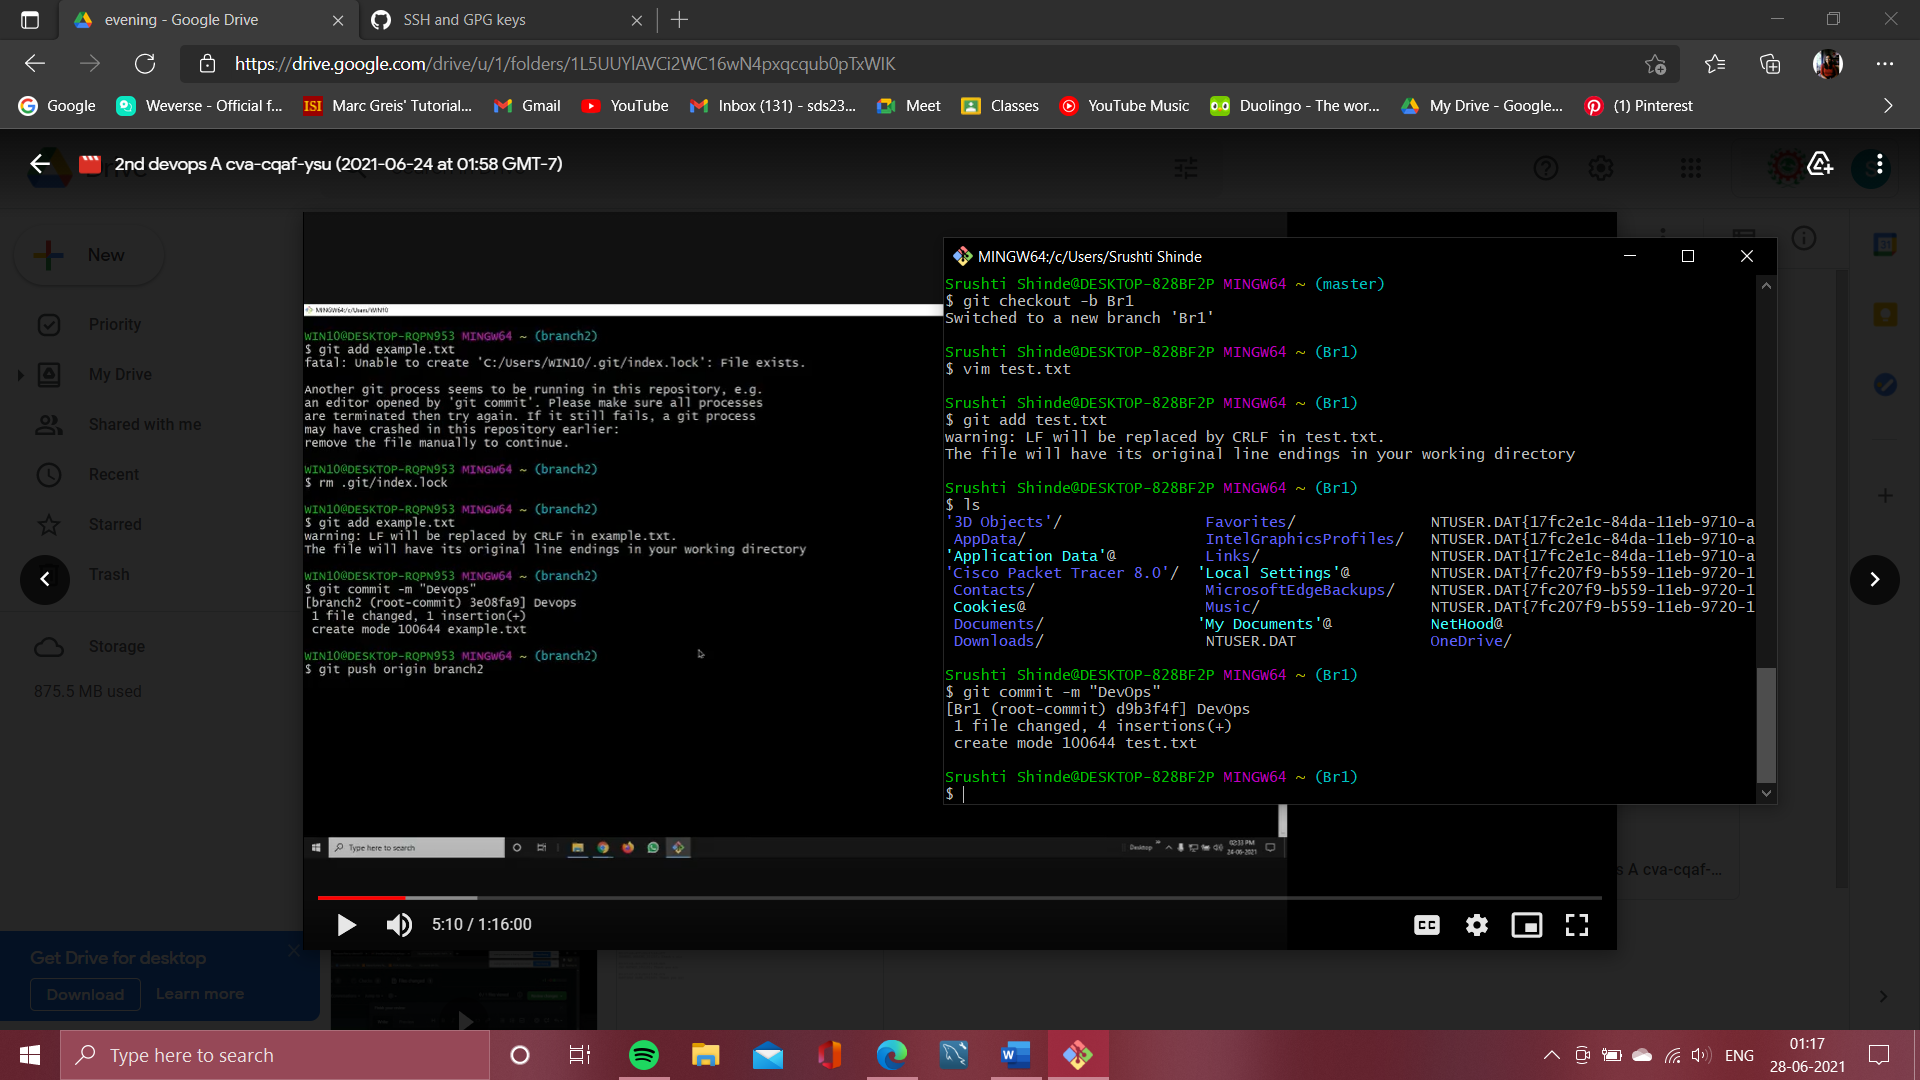 evening - Google Drive
SSH and GPG keys
https://drive.google.com/drive/u/1/folders/1L5UUYlAVCi2WC16wN4pxqcqub0pTxWlK
Google
Weverse - Official f...
ISI Marc Greis' Tutorial...
Gmail
YouTube
Inbox (131) - sds23...
Meet
Classes
YouTube Music
Duolingo - The wor...
My Drive - Google...
(1) Pinterest
2nd devops A cva-cqaf-ysu (2021-06-24 at 01:58 GMT-7)
New
Priority
My Drive
Shared with me
Recent
Starred
Trash
Storage
875.5 MB used
Get Drive for desktop
Download Learn more
MINGW64:/c/Users/WIN10
WIN10@DESKTOP-RQPN953 MINGW64 ~ (branch2)
$ git add example.txt
fatal: Unable to create 'C:/Users/WIN10/.git/index.lock': File exists.
Another git process seems to be running in this repository, e.g.
an editor opened by 'git commit'. Please make sure all processes
are terminated then try again. If it still fails, a git process
may have crashed in this repository earlier:
remove the file manually to continue.
WIN10@DESKTOP-RQPN953 MINGW64 ~ (branch2)
$ rm .git/index.lock
WIN10@DESKTOP-RQPN953 MINGW64 ~ (branch2)
$ git add example.txt
warning: LF will be replaced by CRLF in example.txt.
The file will have its original line endings in your working directory
WIN10@DESKTOP-RQPN953 MINGW64 ~ (branch2)
$ git commit -m "Devops"
[branch2 (root-commit) 3e08fa9] Devops
1 file changed, 1 insertion(+)
create mode 100644 example.txt
WIN10@DESKTOP-RQPN953 MINGW64 ~ (branch2)
$ git push origin branch2
Type here to search
Desktop
02:33 PM
24-06-2021
MINGW64:/c/Users/Srushti Shinde
Srushti Shinde@DESKTOP-828BF2P MINGW64 ~ (master)
$ git checkout -b Br1
Switched to a new branch 'Br1'
Srushti Shinde@DESKTOP-828BF2P MINGW64 ~ (Br1)
$ vim test.txt
Srushti Shinde@DESKTOP-828BF2P MINGW64 ~ (Br1)
$ git add test.txt
warning: LF will be replaced by CRLF in test.txt.
The file will have its original line endings in your working directory
Srushti Shinde@DESKTOP-828BF2P MINGW64 ~ (Br1)
$ ls
'3D Objects'/ Favorites/ NTUSER.DAT{17fc2e1c-84da-11eb-9710-a
AppData/ IntelGraphicsProfiles/ NTUSER.DAT{17fc2e1c-84da-11eb-9710-a
'Application Data'@ Links/ NTUSER.DAT{17fc2e1c-84da-11eb-9710-a
'Cisco Packet Tracer 8.0'/ 'Local Settings'@ NTUSER.DAT{7fc207f9-b559-11eb-9720-1
Contacts/ MicrosoftEdgeBackups/ NTUSER.DAT{7fc207f9-b559-11eb-9720-1
Cookies@ Music/ NTUSER.DAT{7fc207f9-b559-11eb-9720-1
Documents/ 'My Documents'@ NetHood@
Downloads/ NTUSER.DAT OneDrive/
Srushti Shinde@DESKTOP-828BF2P MINGW64 ~ (Br1)
$ git commit -m "DevOps"
[Br1 (root-commit) d9b3f4f] DevOps
1 file changed, 4 insertions(+)
create mode 100644 test.txt
Srushti Shinde@DESKTOP-828BF2P MINGW64 ~ (Br1)
$
s A cva-cqaf-...
5:10 / 1:16:00
CC
Type here to search
ENG
01:17
28-06-2021